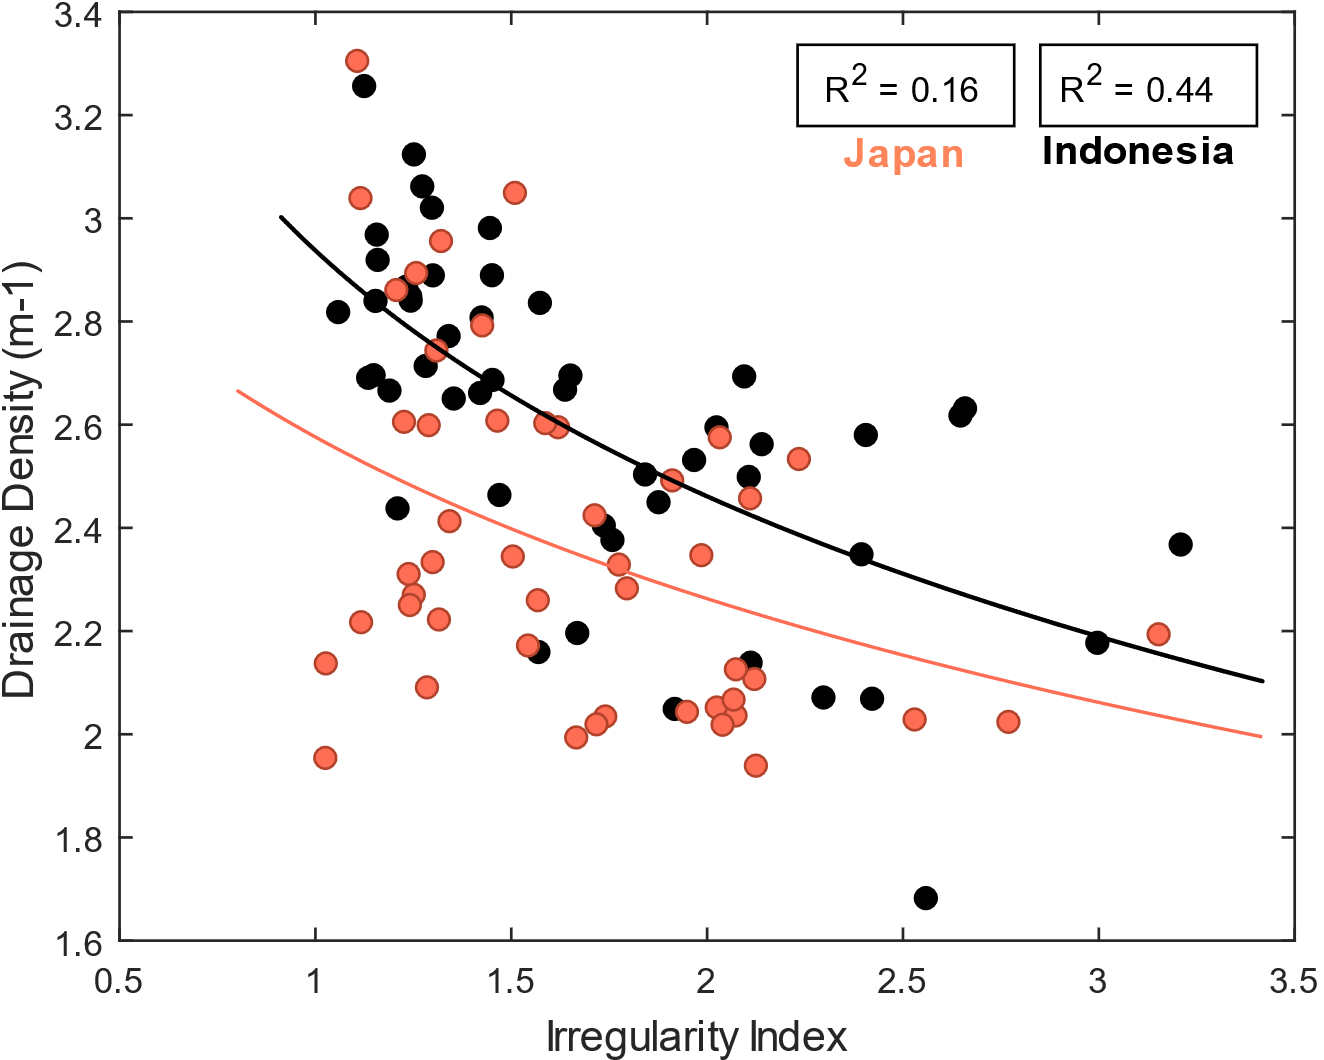 3.4
3.2
3
2.8
2.6
2.4
2.2
2
1.8
1.6
Drainage Density (m-1)
R² = 0.16
R² = 0.44
Japan
Indonesia
0.5 1 1.5 2 2.5 3 3.5
Irregularity Index